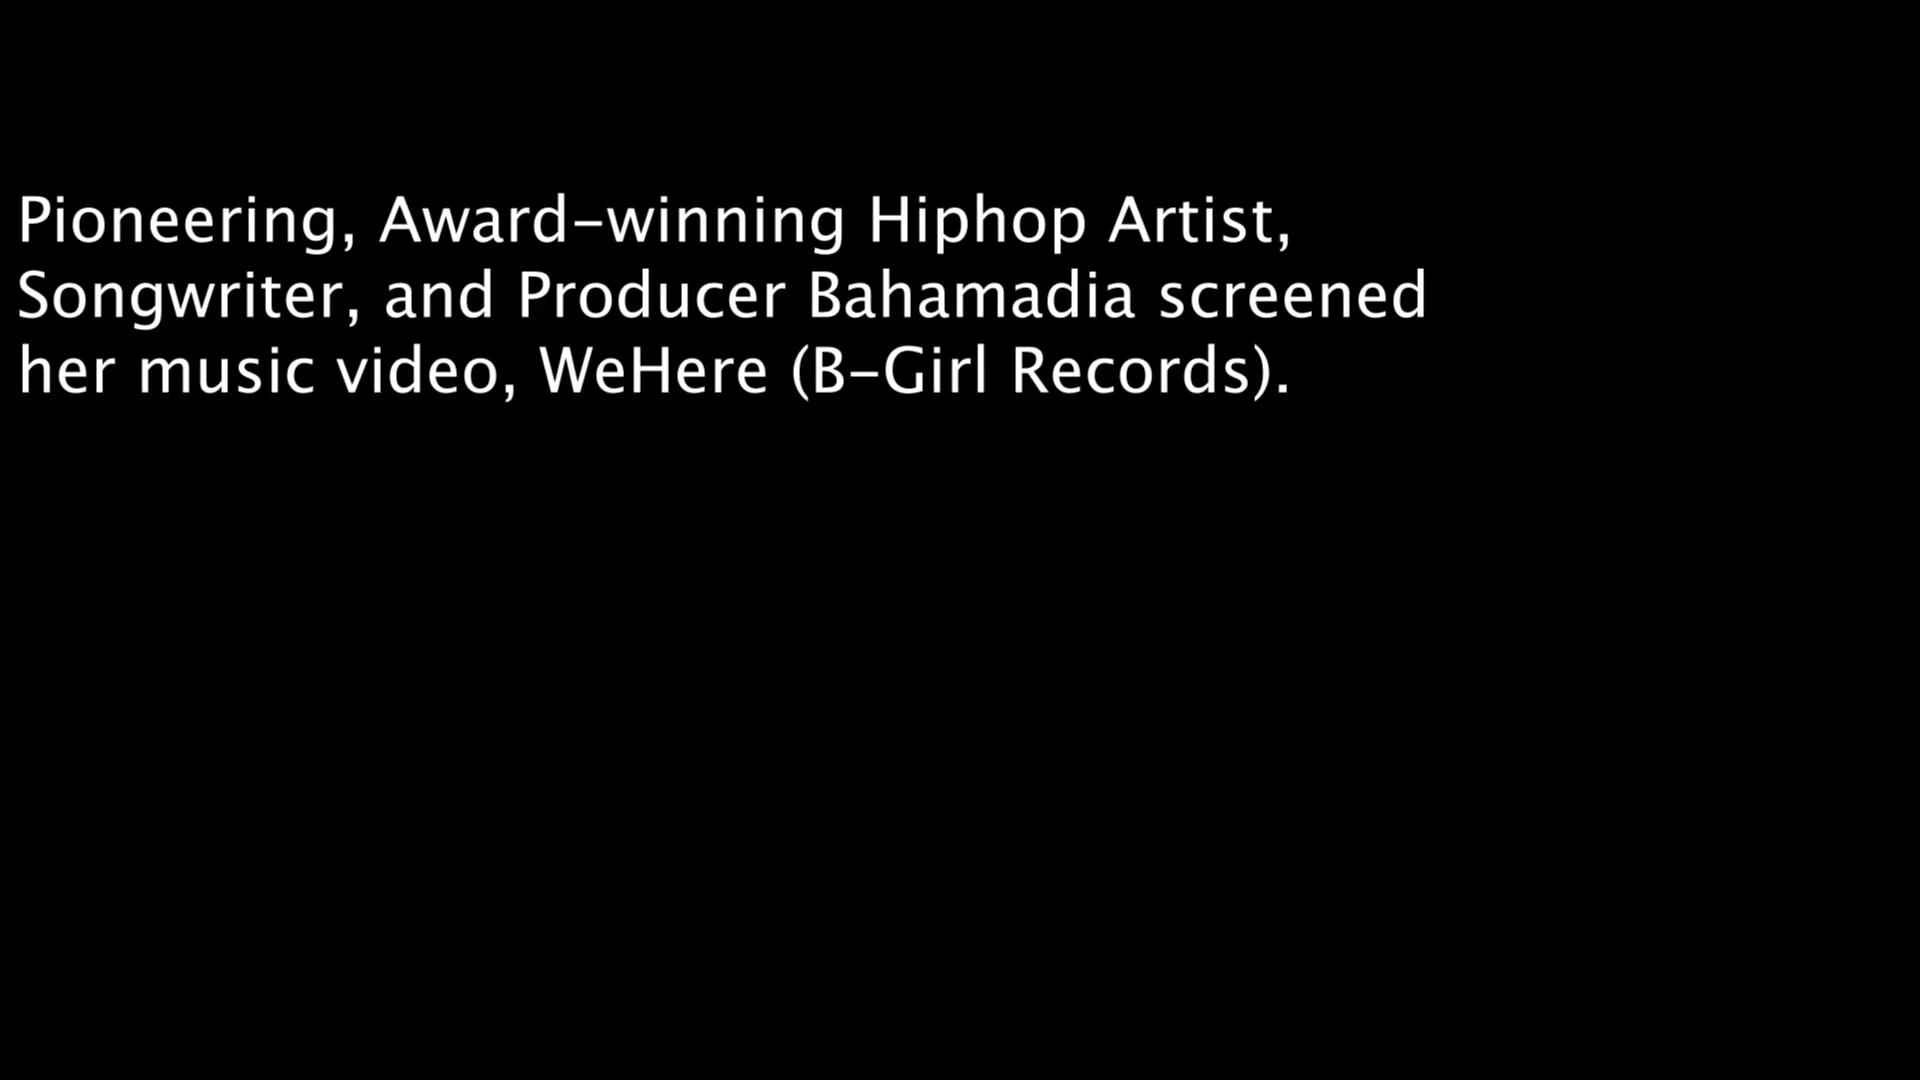 Pioneering, Award-winning Hiphop Artist,
Songwriter, and Producer Bahamadia screened
her music video, WeHere (B-Girl Records).